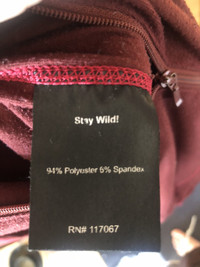 Stay Wild!
94% Polyester 6% Spandex
RN# 117067